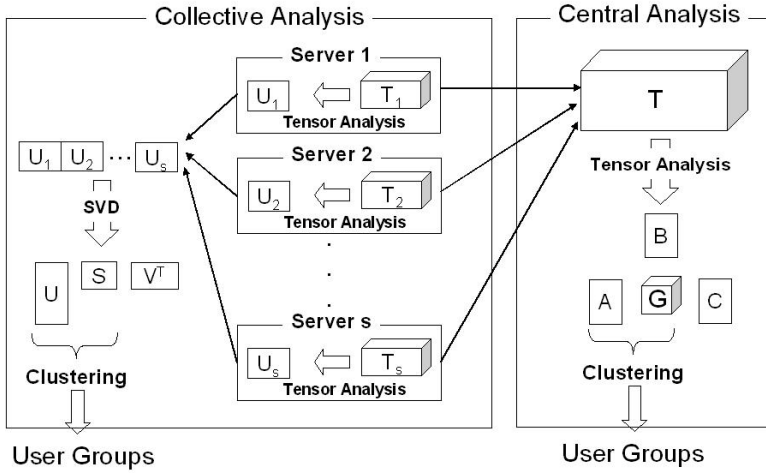 Collective Analysis
Central Analysis
Server 1
U₁
T₁
Tensor Analysis
Server 2
U₂
T₂
Tensor Analysis
.
.
.
Server s
Uₛ
Tₛ
Tensor Analysis
U₁ U₂ ... Uₛ
SVD
U
S
Vᵀ
Clustering
User Groups
T
Tensor Analysis
B
A
G
C
Clustering
User Groups